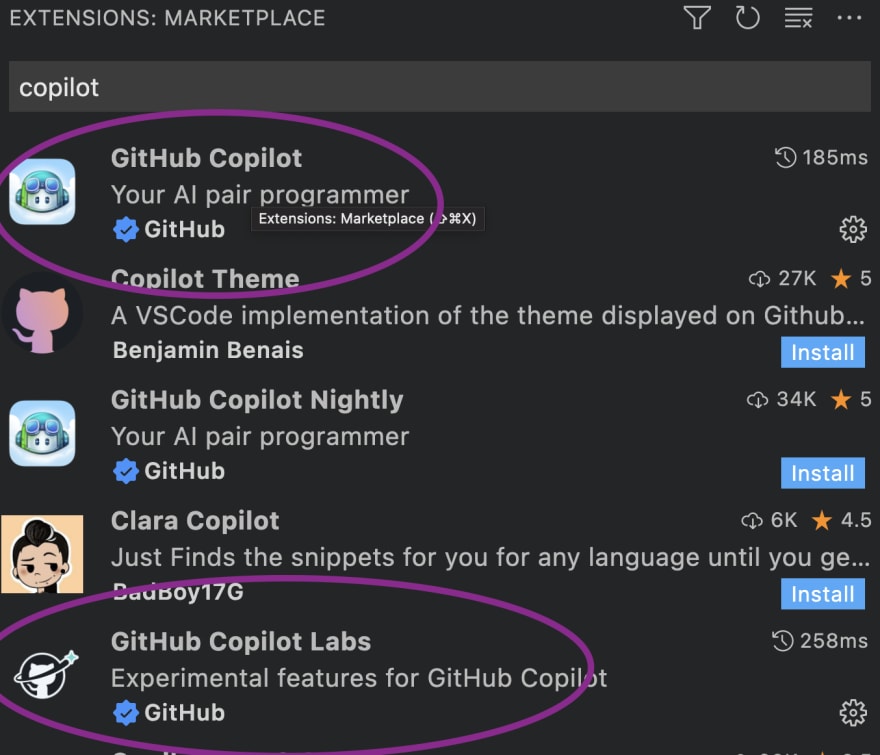 EXTENSIONS: MARKETPLACE
copilot
GitHub Copilot 185ms
Your AI pair programmer
Extensions: Marketplace (⇧⌘X)
GitHub
Copilot Theme 27K 5
A VSCode implementation of the theme displayed on Github...
Benjamin Benais Install
GitHub Copilot Nightly 34K 5
Your AI pair programmer
GitHub Install
Clara Copilot 6K 4.5
Just Finds the snippets for you for any language until you ge...
BadBoy17G Install
GitHub Copilot Labs 258ms
Experimental features for GitHub Copilot
GitHub